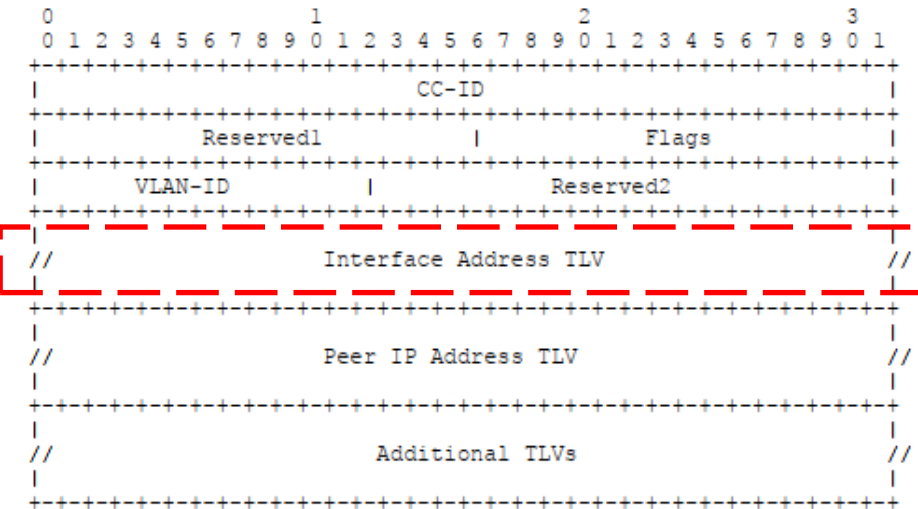 0 1 2 3
0 1 2 3 4 5 6 7 8 9 0 1 2 3 4 5 6 7 8 9 0 1 2 3 4 5 6 7 8 9 0 1
+-+-+-+-+-+-+-+-+-+-+-+-+-+-+-+-+-+-+-+-+-+-+-+-+-+-+-+-+-+-+-+-+
| CC-ID |
+-+-+-+-+-+-+-+-+-+-+-+-+-+-+-+-+-+-+-+-+-+-+-+-+-+-+-+-+-+-+-+-+
| Reserved1 | Flags |
+-+-+-+-+-+-+-+-+-+-+-+-+-+-+-+-+-+-+-+-+-+-+-+-+-+-+-+-+-+-+-+-+
| VLAN-ID | Reserved2 |
+-+-+-+-+-+-+-+-+-+-+-+-+-+-+-+-+-+-+-+-+-+-+-+-+-+-+-+-+-+-+-+-+
| |
// Interface Address TLV //
| |
+-+-+-+-+-+-+-+-+-+-+-+-+-+-+-+-+-+-+-+-+-+-+-+-+-+-+-+-+-+-+-+-+
| |
// Peer IP Address TLV //
| |
+-+-+-+-+-+-+-+-+-+-+-+-+-+-+-+-+-+-+-+-+-+-+-+-+-+-+-+-+-+-+-+-+
| |
// Additional TLVs //
| |
+-+-+-+-+-+-+-+-+-+-+-+-+-+-+-+-+-+-+-+-+-+-+-+-+-+-+-+-+-+-+-+-+